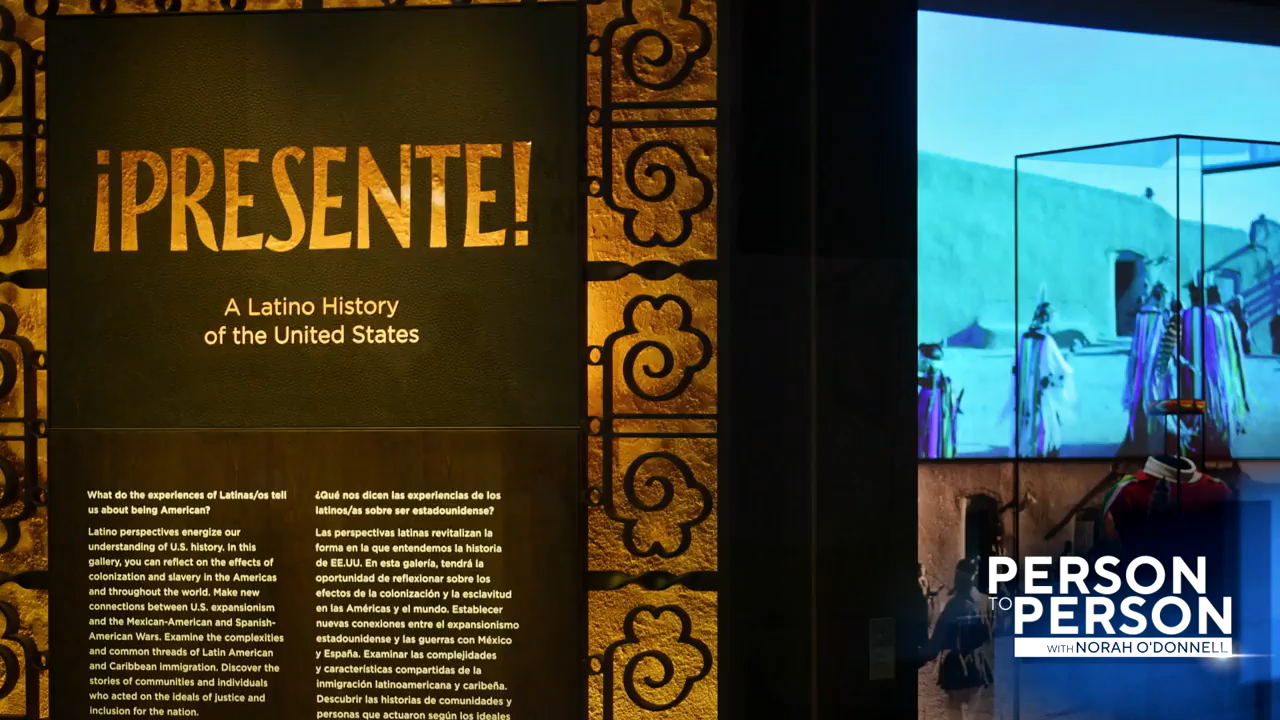 ¡PRESENTE!
A Latino History
of the United States
What do the experiences of Latinas/os tell
us about being American?
Latino perspectives energize our
understanding of U.S. history. In this
gallery, you can reflect on the effects of
colonization and slavery in the Americas
and throughout the world. Make new
connections between U.S. expansionism
and the Mexican-American and Spanish-
American Wars. Examine the complexities
and common threads of Latin American
and Caribbean immigration. Discover the
stories of communities and individuals
who acted on the ideals of justice and
inclusion for the nation.
¿Qué nos dicen las experiencias de los
latinos/as sobre ser estadounidense?
Las perspectivas latinas revitalizan la
forma en la que entendemos la historia
de EE.UU. En esta galería, tendrá la
oportunidad de reflexionar sobre los
efectos de la colonización y la esclavitud
en las Américas y el mundo. Establecer
nuevas conexiones entre el expansionismo
estadounidense y las guerras con México
y España. Examinar las complejidades
y características compartidas de la
inmigración latinoamericana y caribeña.
Descubrir las historias de comunidades y
personas que actuaron según los ideales
PERSON
TO PERSON
WITH NORAH O'DONNELL